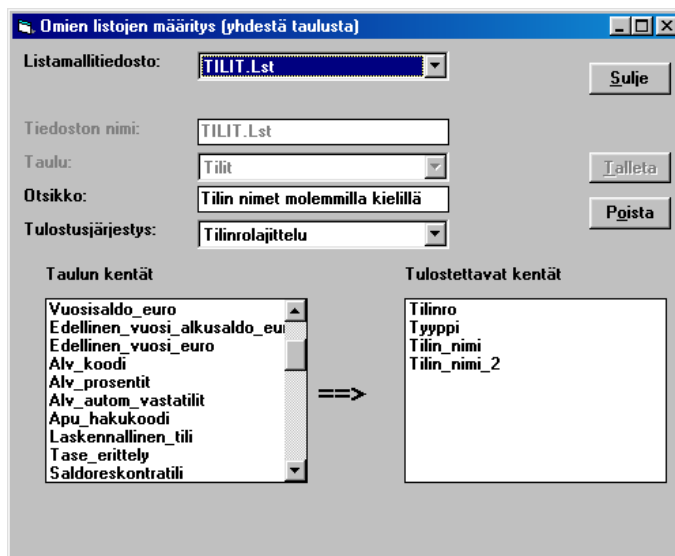 Omien listojen määritys (yhdestä taulusta)
Listamallitiedosto:
TILIT.Lst
Sulje
Tiedoston nimi:
TILIT.Lst
Taulu:
Tilit
Talleta
Otsikko:
Tilin nimet molemmilla kielillä
Poista
Tulostusjärjestys:
Tilinrolajittelu
Taulun kentät
Tulostettavat kentät
Vuosisaldo_euro
Edellinen_vuosi_alkusaldo_eu
Edellinen_vuosi_euro
Alv_koodi
Alv_prosentit
Alv_autom_vastatilit
Apu_hakukoodi
Laskennallinen_tili
Tase_erittely
Saldoreskontratili
==>
Tilinro
Tyyppi
Tilin_nimi
Tilin_nimi_2